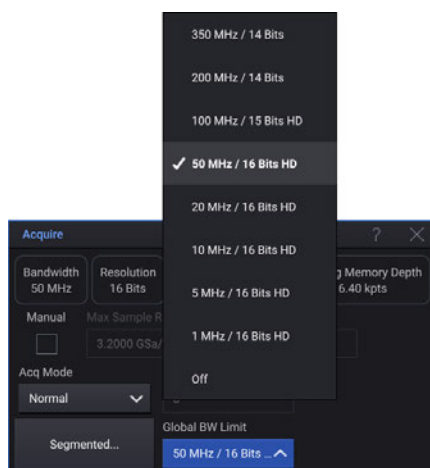 350 MHz / 14 Bits
200 MHz / 14 Bits
100 MHz / 15 Bits HD
✓ 50 MHz / 16 Bits HD
20 MHz / 16 Bits HD
10 MHz / 16 Bits HD
5 MHz / 16 Bits HD
1 MHz / 16 Bits HD
Off
Acquire ? ×
Bandwidth Resolution Memory Depth
50 MHz 16 Bits 6.40 kpts
Manual Max Sample
3.2000 GSa/
Acq Mode
Normal
Global BW Limit
Segmented... 50 MHz / 16 Bits ...